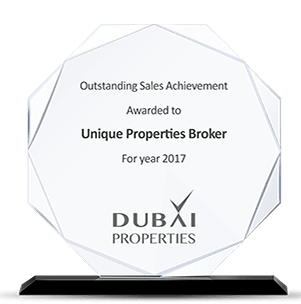 Outstanding Sales Achievement
Awarded to
Unique Properties Broker
For year 2017
DUBAI
PROPERTIES